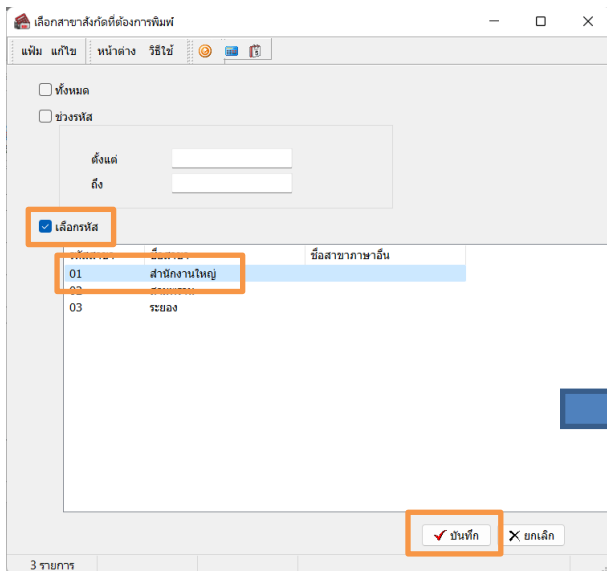 เลือกสาขาสังกัดที่ต้องการพิมพ์
แฟ้ม แก้ไข หน้าต่าง วิธีใช้
ทั้งหมด
ช่วงรหัส
ตั้งแต่
ถึง
เลือกรหัส
ชื่อสาขาภาษาอื่น
01 สำนักงานใหญ่
02
03 ระยอง
บันทึก ยกเลิก
3 รายการ